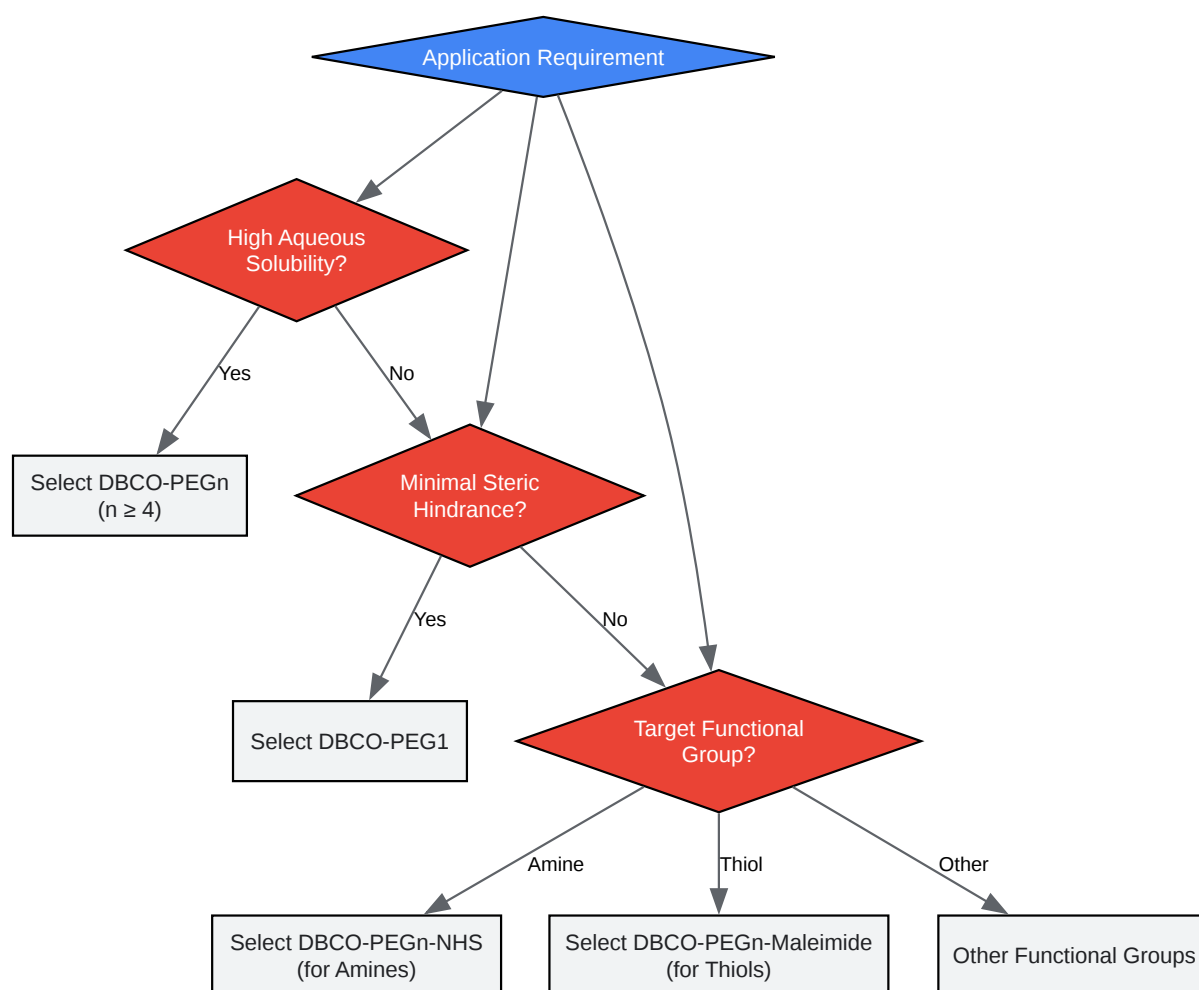 Application Requirement
High Aqueous
Solubility?
Yes
No
Select DBCO-PEGn
(n ≥ 4)
Minimal Steric
Hindrance?
Yes
No
Select DBCO-PEG1
Target Functional
Group?
Amine
Thiol
Other
Select DBCO-PEGn-NHS
(for Amines)
Select DBCO-PEGn-Maleimide
(for Thiols)
Other Functional Groups